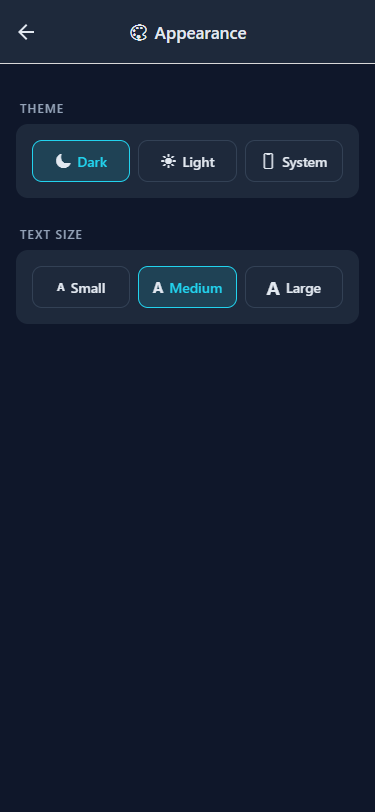 Appearance
THEME
Dark
Light
System
TEXT SIZE
A Small
A Medium
A Large